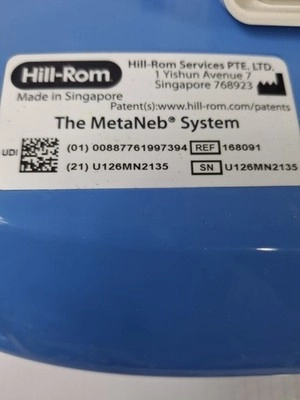 Hill-Rom
Hill-Rom Services PTE. LTD.
1 Yishun Avenue 7
Singapore 768923
Made in Singapore
Patent(s):www.hill-rom.com/patents
The MetaNeb® System
UDI
(01) 00887761997394 REF 168091
(21) U126MN2135 SN U126MN2135